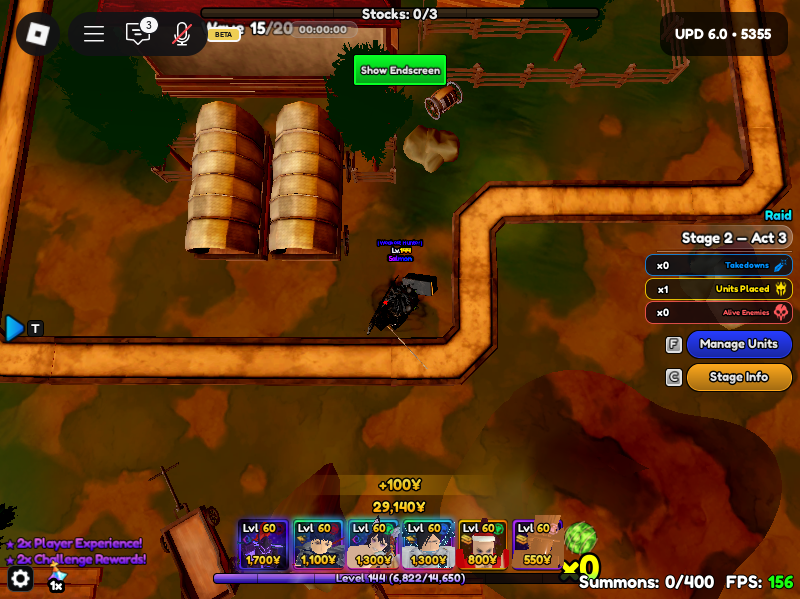 Stocks: 0/3
3
BETA
Wave 15/20 00:00:00
UPD 6.0 • 5355
Show Endscreen
Raid
Stage 2 – Act 3
x0 Takedowns
x1 Units Placed
x0 Alive Enemies
F Manage Units
C Stage Info
T
+100¥
29,140¥
Lvl 60 Lvl 60 Lvl 60 Lvl 60 Lvl 60 Lvl 60
1,700¥ 1,100¥ 1,300¥ 1,300¥ 800¥ 550¥
x0
Level 144 (6,822/14,650)
2x Player Experience!
2x Challenge Rewards!
1x
Summons: 0/400 FPS: 156